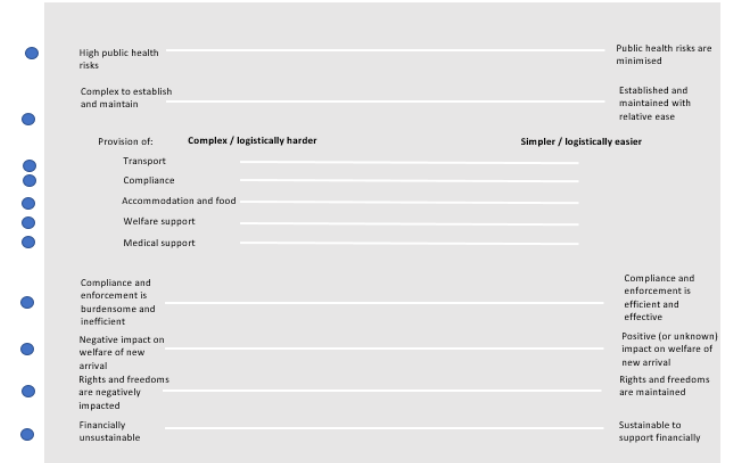 High public health
risks
Public health risks are
minimised
Complex to establish
and maintain
Established and
maintained with
relative ease
Provision of:
Complex / logistically harder
Simpler / logistically easier
Transport
Compliance
Accommodation and food
Welfare support
Medical support
Compliance and
enforcement is
burdensome and
inefficient
Compliance and
enforcement is
efficient and
effective
Negative impact on
welfare of new
arrival
Positive (or unknown)
impact on welfare of
new arrival
Rights and freedoms
are negatively
impacted
Rights and freedoms
are maintained
Financially
unsustainable
Sustainable to
support financially